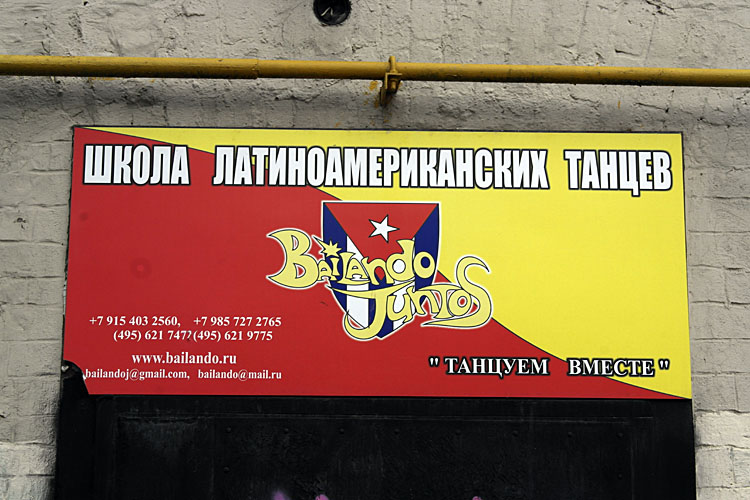 ШКОЛА ЛАТИНОАМЕРИКАНСКИХ ТАНЦЕВ
Bailando
Juntos
+7 915 403 2560, +7 985 727 2765
(495) 621 7472 (495) 621 9775
www.bailando.ru
bailandoj@gmail.com, bailando@mail.ru
"ТАНЦУЕМ ВМЕСТЕ"